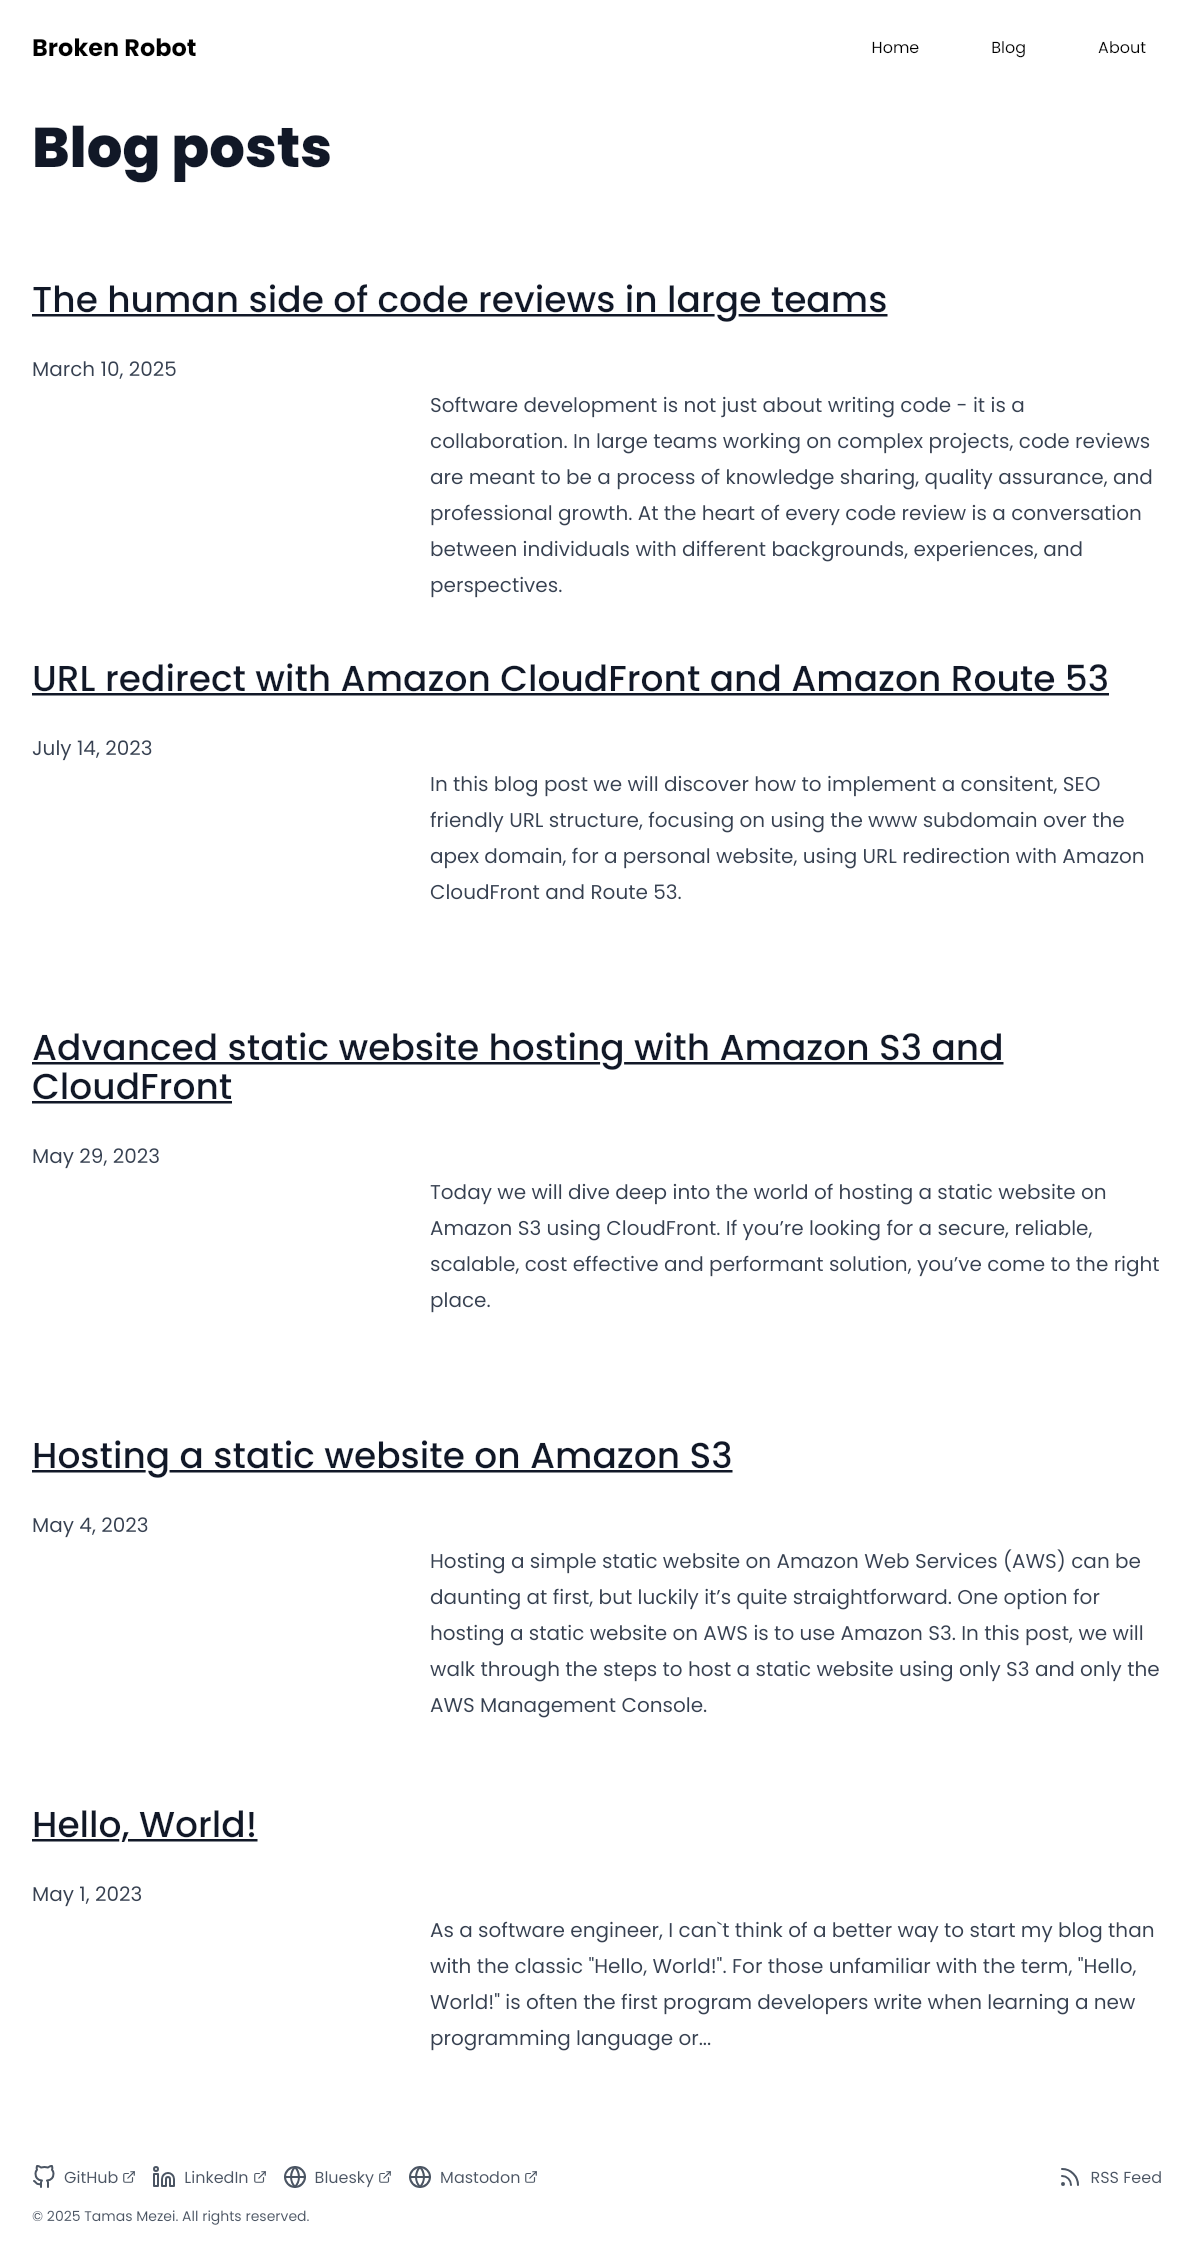 Broken Robot
Home
Blog
About
Blog posts
The human side of code reviews in large teams
March 10, 2025
Software development is not just about writing code - it is a
collaboration. In large teams working on complex projects, code reviews
are meant to be a process of knowledge sharing, quality assurance, and
professional growth. At the heart of every code review is a conversation
between individuals with different backgrounds, experiences, and
perspectives.
URL redirect with Amazon CloudFront and Amazon Route 53
July 14, 2023
In this blog post we will discover how to implement a consitent, SEO
friendly URL structure, focusing on using the www subdomain over the
apex domain, for a personal website, using URL redirection with Amazon
CloudFront and Route 53.
Advanced static website hosting with Amazon S3 and
CloudFront
May 29, 2023
Today we will dive deep into the world of hosting a static website on
Amazon S3 using CloudFront. If you’re looking for a secure, reliable,
scalable, cost effective and performant solution, you’ve come to the right
place.
Hosting a static website on Amazon S3
May 4, 2023
Hosting a simple static website on Amazon Web Services (AWS) can be
daunting at first, but luckily it’s quite straightforward. One option for
hosting a static website on AWS is to use Amazon S3. In this post, we will
walk through the steps to host a static website using only S3 and only the
AWS Management Console.
Hello, World!
May 1, 2023
As a software engineer, I can`t think of a better way to start my blog than
with the classic "Hello, World!". For those unfamiliar with the term, "Hello,
World!" is often the first program developers write when learning a new
programming language or...
GitHub
LinkedIn
Bluesky
Mastodon
RSS Feed
© 2025 Tamas Mezei. All rights reserved.